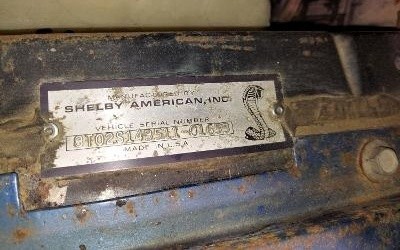 MANUFACTURED BY
SHELBY AMERICAN, INC.
VEHICLE SERIAL NUMBER
MADE IN U.S.A.